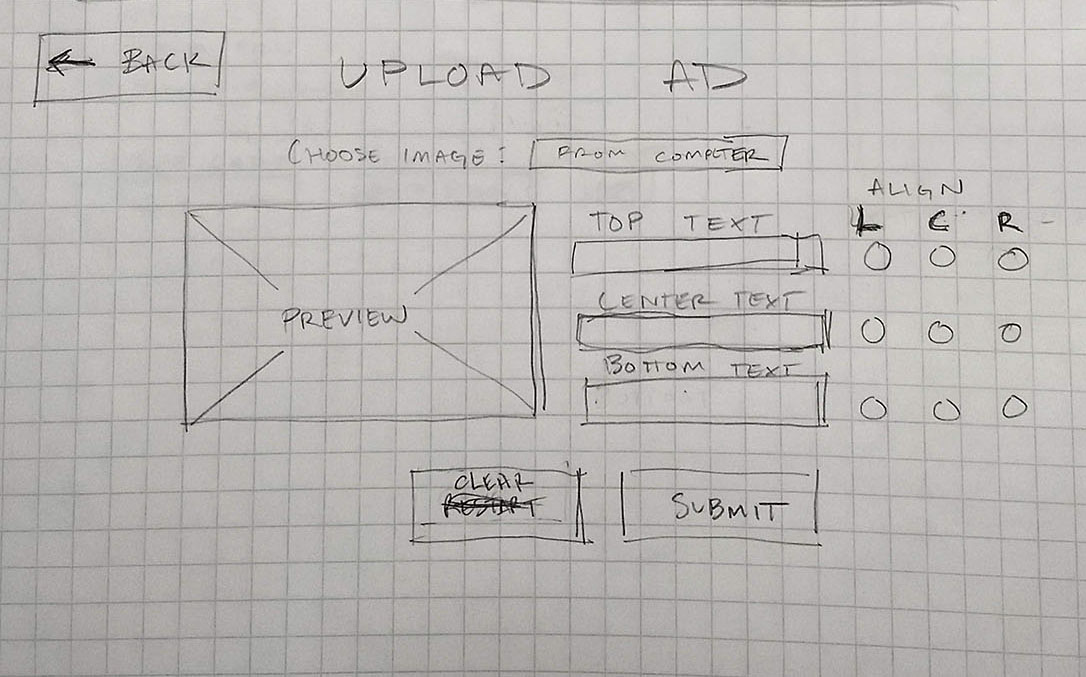 ← BACK
UPLOAD AD
CHOOSE IMAGE: FROM COMPUTER
ALIGN
TOP TEXT L C R
PREVIEW
CENTER TEXT
BOTTOM TEXT
CLEAR
RESTART
SUBMIT